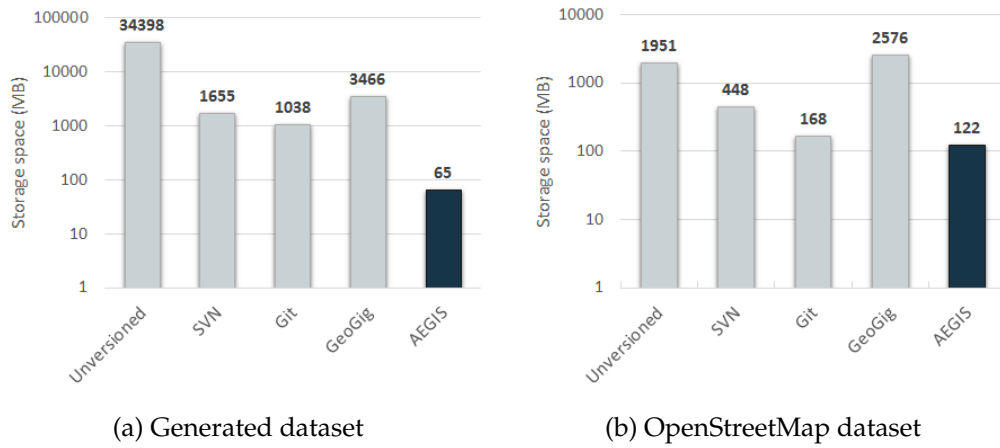 100000
10000
1000
100
10
1
Storage space (MB)
34398
1655
1038
3466
65
Unversioned
SVN
Git
GeoGig
AEGIS
(a) Generated dataset
10000
1000
100
10
1
Storage space (MB)
1951
448
168
2576
122
Unversioned
SVN
Git
GeoGig
AEGIS
(b) OpenStreetMap dataset